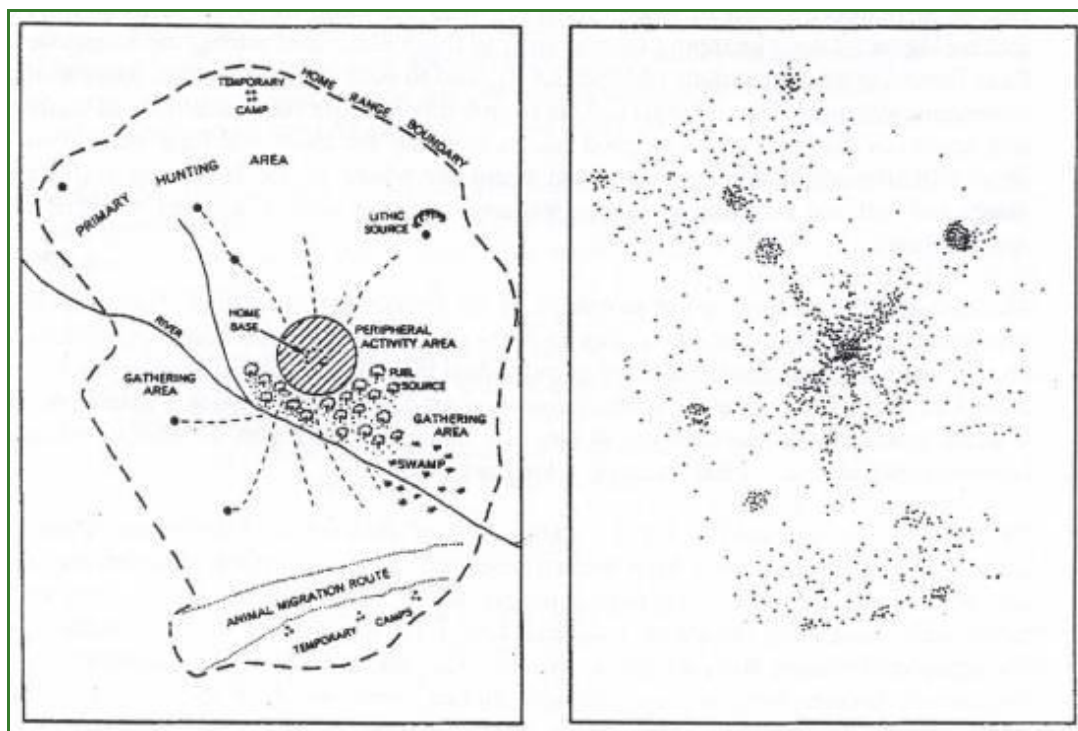 TEMPORARY
CAMP
HOME RANGE BOUNDARY
PRIMARY HUNTING AREA
LITHIC
SOURCE
HOME
BASE
PERIPHERAL
ACTIVITY AREA
RIVER
FUEL
SOURCE
GATHERING
AREA
GATHERING
AREA
SWAMP
ANIMAL MIGRATION ROUTE
TEMPORARY CAMPS